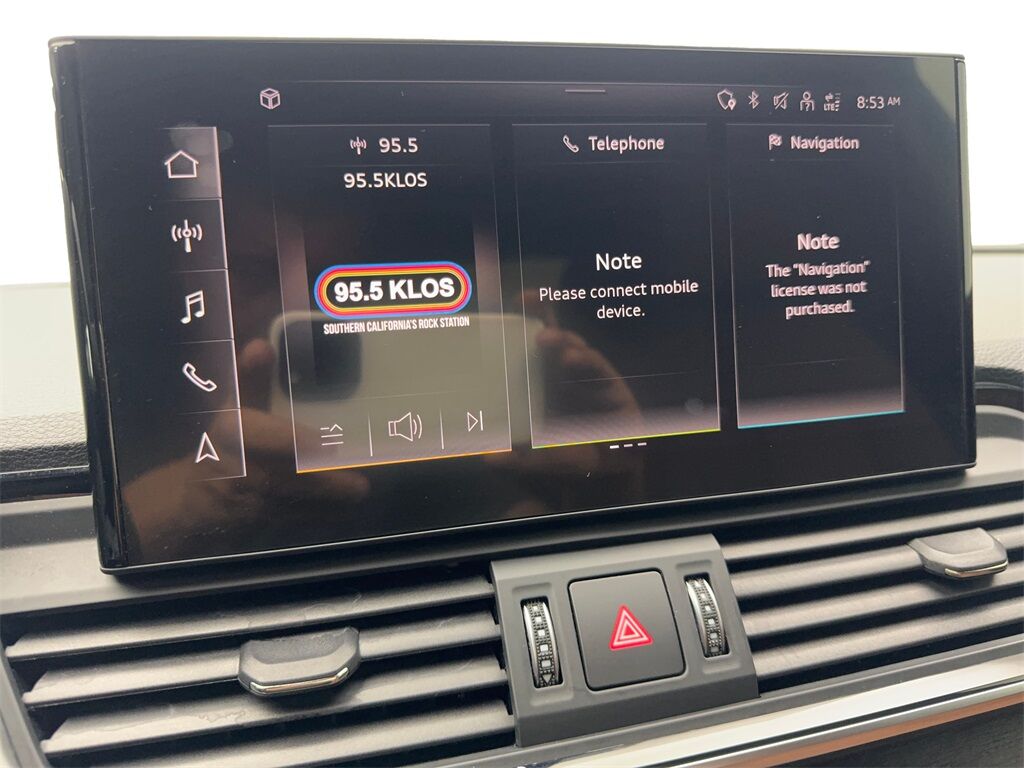 LTE 8:53 AM
95.5
95.5KLOS
95.5 KLOS
SOUTHERN CALIFORNIA'S ROCK STATION
Telephone
Note
Please connect mobile
device.
Navigation
Note
The "Navigation"
license was not
purchased.